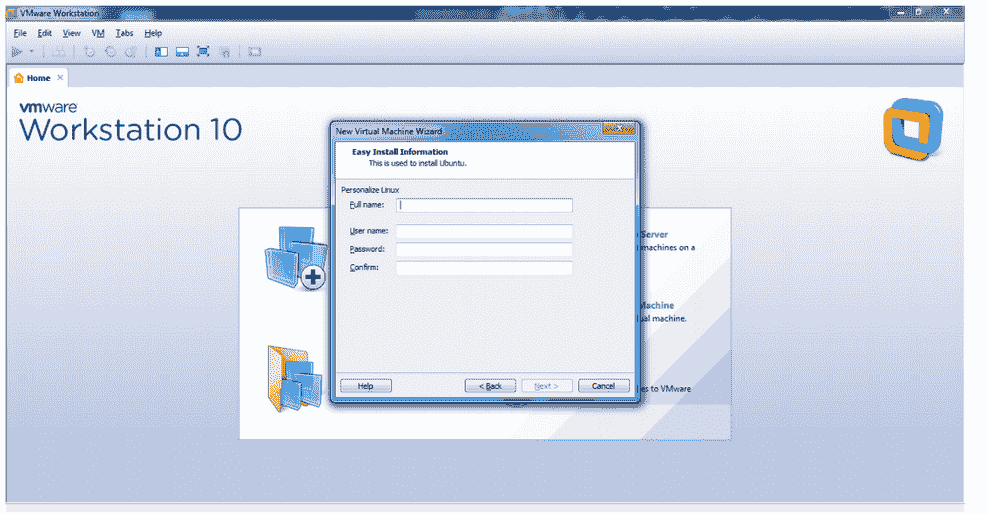 VMware Workstation
File Edit View VM Tabs Help
Home
vmware
Workstation 10
New Virtual Machine Wizard
Easy Install Information
This is used to install Ubuntu.
Personalize Linux
Full name:
User name:
Password:
Confirm:
Help < Back Next > Cancel
Server
machines on a
Machine
ual machine.
es to VMware